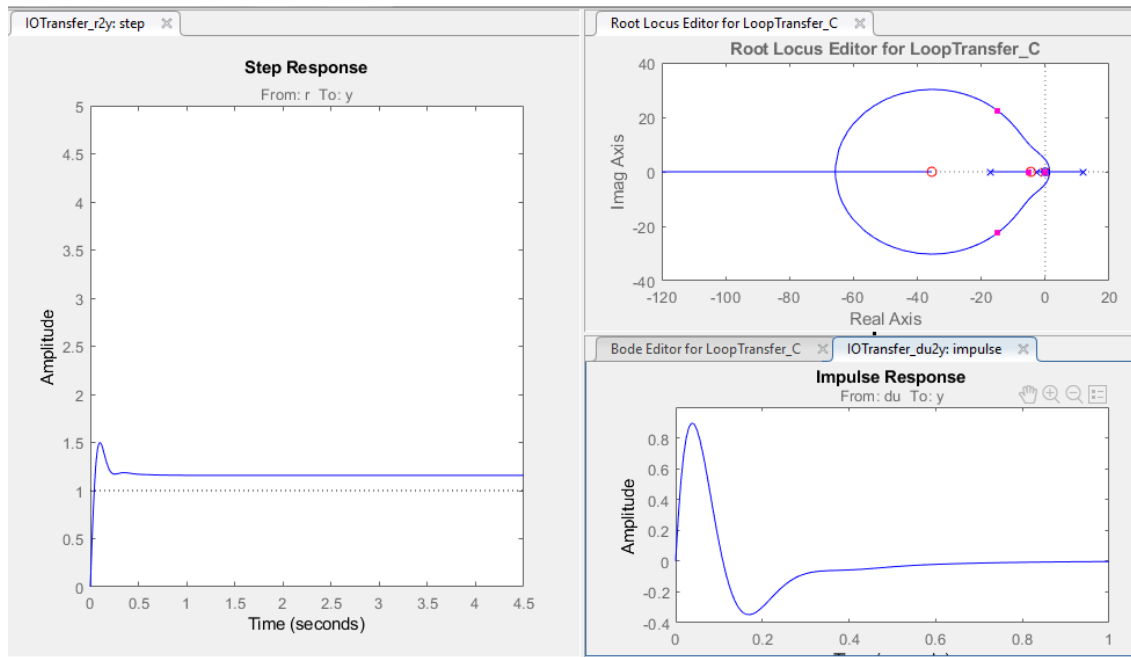 IOTransfer_r2y: step
Step Response
From: r To: y
5
4.5
4
3.5
3
2.5
2
1.5
1
0.5
0
Amplitude
0 0.5 1 1.5 2 2.5 3 3.5 4 4.5
Time (seconds)
Root Locus Editor for LoopTransfer_C
Root Locus Editor for LoopTransfer_C
40
20
0
-20
-40
Imag Axis
-120 -100 -80 -60 -40 -20 0 20
Real Axis
Bode Editor for LoopTransfer_C
IOTransfer_du2y: impulse
Impulse Response
From: du To: y
0.8
0.6
0.4
0.2
0
-0.2
-0.4
Amplitude
0 0.2 0.4 0.6 0.8 1